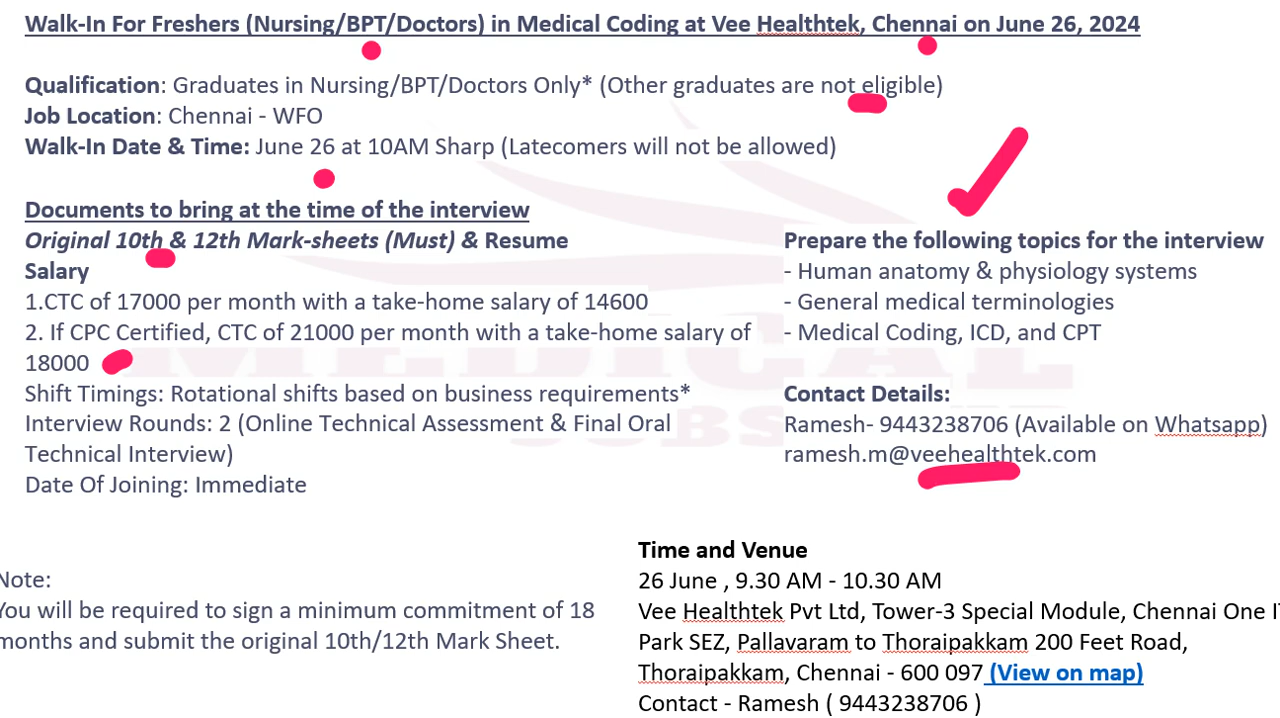 Walk-In For Freshers (Nursing/BPT/Doctors) in Medical Coding at Vee Healthtek, Chennai on June 26, 2024
Qualification: Graduates in Nursing/BPT/Doctors Only* (Other graduates are not eligible)
Job Location: Chennai - WFO
Walk-In Date & Time: June 26 at 10AM Sharp (Latecomers will not be allowed)
Documents to bring at the time of the interview
Original 10th & 12th Mark-sheets (Must) & Resume
Salary
1.CTC of 17000 per month with a take-home salary of 14600
2. If CPC Certified, CTC of 21000 per month with a take-home salary of
18000
Shift Timings: Rotational shifts based on business requirements*
Interview Rounds: 2 (Online Technical Assessment & Final Oral
Technical Interview)
Date Of Joining: Immediate
Prepare the following topics for the interview
- Human anatomy & physiology systems
- General medical terminologies
- Medical Coding, ICD, and CPT
Contact Details:
Ramesh- 9443238706 (Available on Whatsapp)
ramesh.m@veehealthtek.com
Note:
You will be required to sign a minimum commitment of 18
months and submit the original 10th/12th Mark Sheet.
Time and Venue
26 June , 9.30 AM - 10.30 AM
Vee Healthtek Pvt Ltd, Tower-3 Special Module, Chennai One IT
Park SEZ, Pallavaram to Thoraipakkam 200 Feet Road,
Thoraipakkam, Chennai - 600 097 (View on map)
Contact - Ramesh ( 9443238706 )
MEDICAL
JOBS